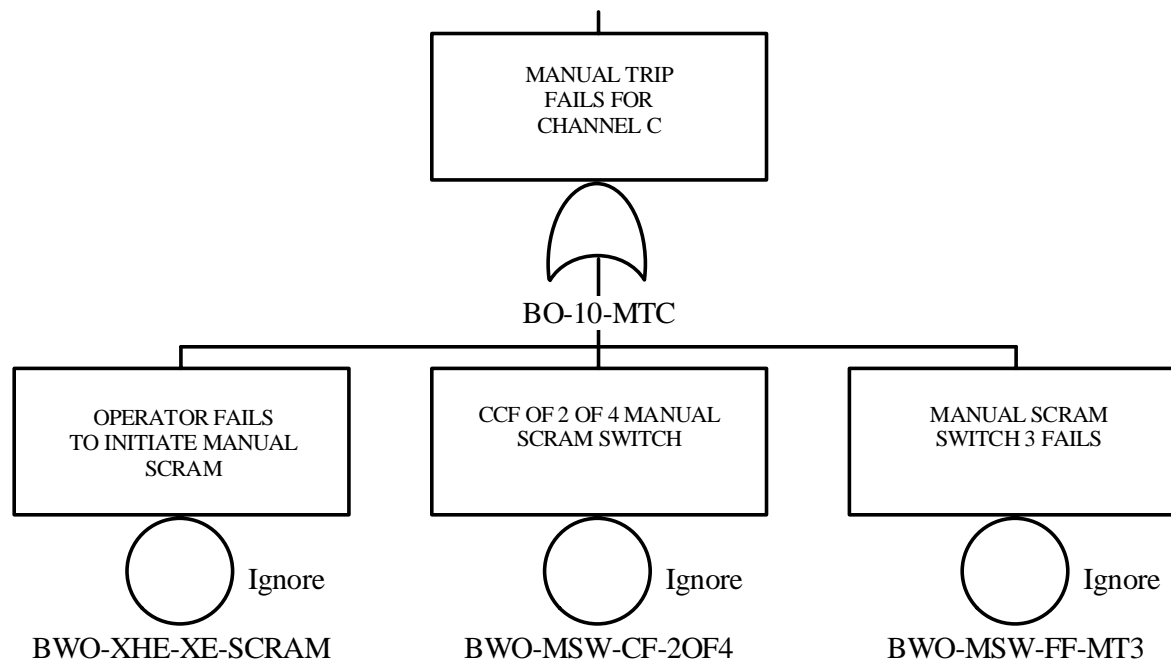 MANUAL TRIP
FAILS FOR
CHANNEL C
BO-10-MTC
OPERATOR FAILS
TO INITIATE MANUAL
SCRAM
CCF OF 2 OF 4 MANUAL
SCRAM SWITCH
MANUAL SCRAM
SWITCH 3 FAILS
Ignore
Ignore
Ignore
BWO-XHE-XE-SCRAM
BWO-MSW-CF-2OF4
BWO-MSW-FF-MT3